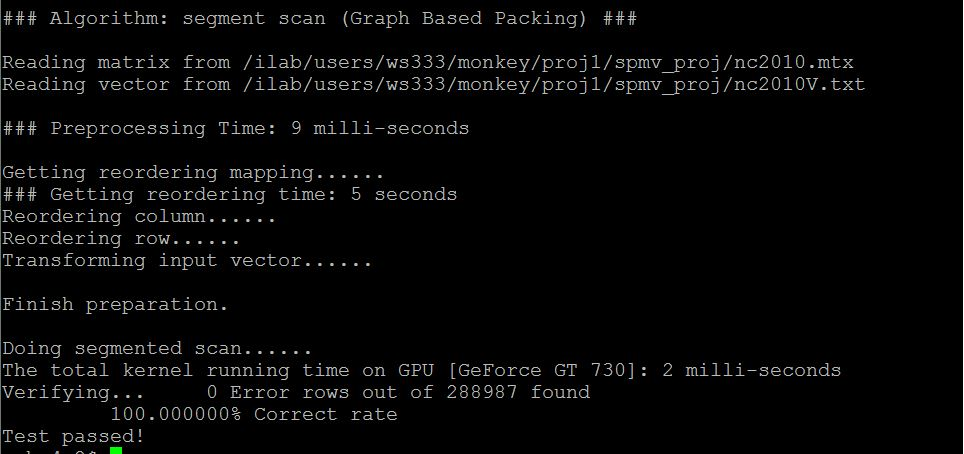 ### Algorithm: segment scan (Graph Based Packing) ###
Reading matrix from /ilab/users/ws333/monkey/proj1/spmv_proj/nc2010.mtx
Reading vector from /ilab/users/ws333/monkey/proj1/spmv_proj/nc2010V.txt
### Preprocessing Time: 9 milli-seconds
Getting reordering mapping......
### Getting reordering time: 5 seconds
Reordering column......
Reordering row......
Transforming input vector......
Finish preparation.
Doing segmented scan......
The total kernel running time on GPU [GeForce GT 730]: 2 milli-seconds
Verifying... 0 Error rows out of 288987 found
100.000000% Correct rate
Test passed!